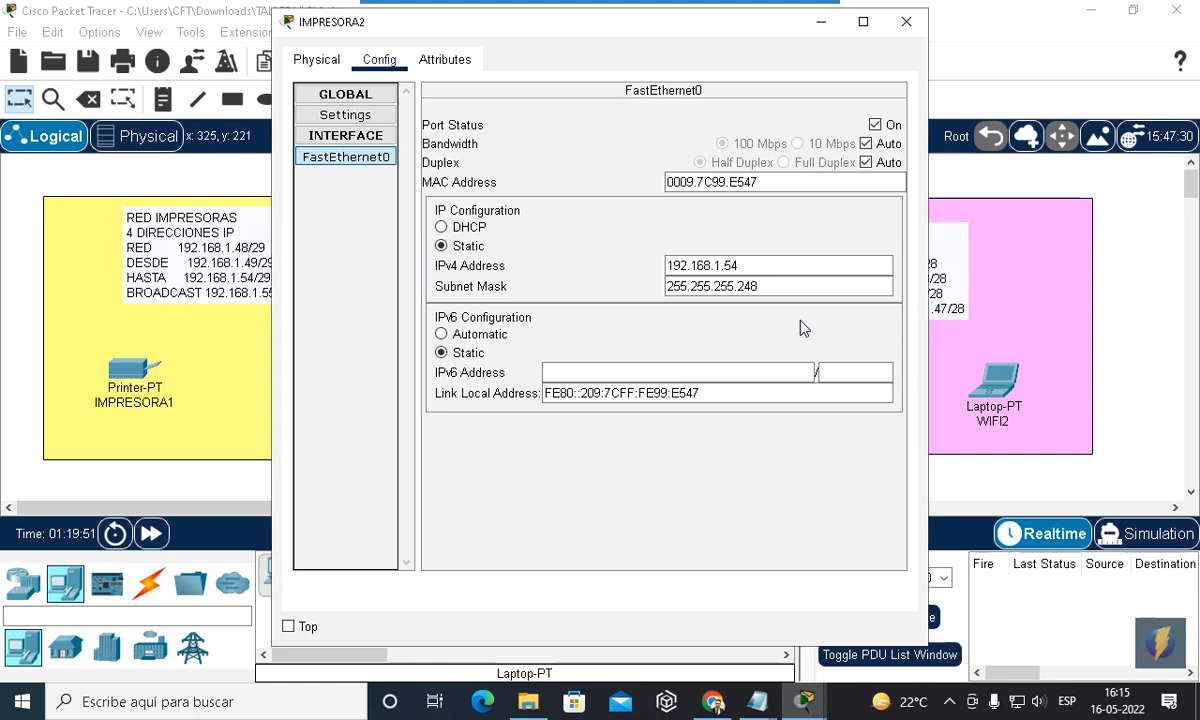 Cisco Packet Tracer - C:\Users\CFT\Downloads\TAL
IMPRESORA2
File Edit Options View Tools Extension
Physical Config Attributes
Logical
Physical
x: 325, y: 221
Root
15:47:30
GLOBAL
Settings
INTERFACE
FastEthernet0
FastEthernet0
Port Status
On
Bandwidth
100 Mbps
10 Mbps
Auto
Duplex
Half Duplex
Full Duplex
Auto
MAC Address
0009.7C99.E547
IP Configuration
DHCP
Static
IPv4 Address
192.168.1.54
Subnet Mask
255.255.255.248
IPv6 Configuration
Automatic
Static
IPv6 Address
/
Link Local Address:
FE80::209:7CFF:FE99:E547
Top
RED IMPRESORAS
4 DIRECCIONES IP
RED 192.168.1.48/29
DESDE 192.168.1.49/29
HASTA 192.168.1.54/29
BROADCAST 192.168.1.55
Printer-PT
IMPRESORA1
28
/28
/28
.47/28
Laptop-PT
WIFI2
Time: 01:19:51
Realtime
Simulation
Fire Last Status Source Destination
Toggle PDU List Window
Laptop-PT
Escribe aquí para buscar
22°C
ESP
16:15
16-05-2022